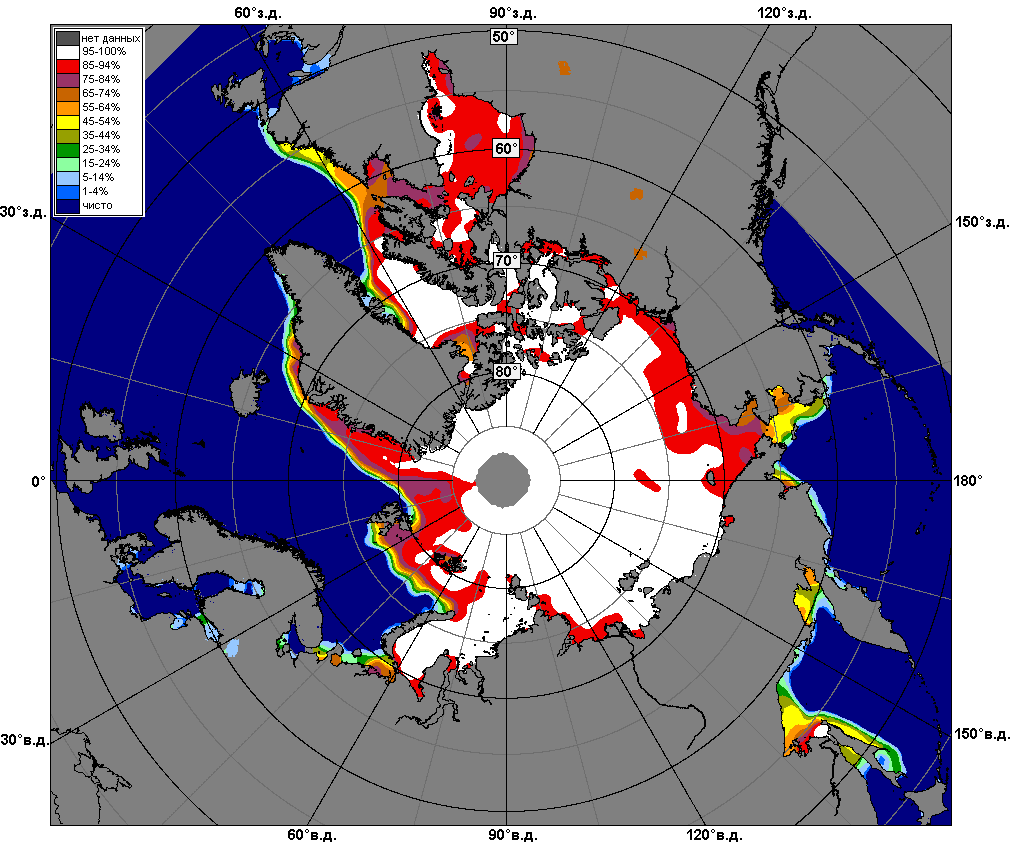 60°з.д.
90°з.д.
120°з.д.
50°
нет данных
95-100%
85-94%
75-84%
65-74%
55-64%
45-54%
35-44%
25-34%
15-24%
5-14%
1-4%
чисто
60°
30°з.д.
150°з.д.
70°
80°
0°
180°
30°в.д.
150°в.д.
60°в.д.
90°в.д.
120°в.д.